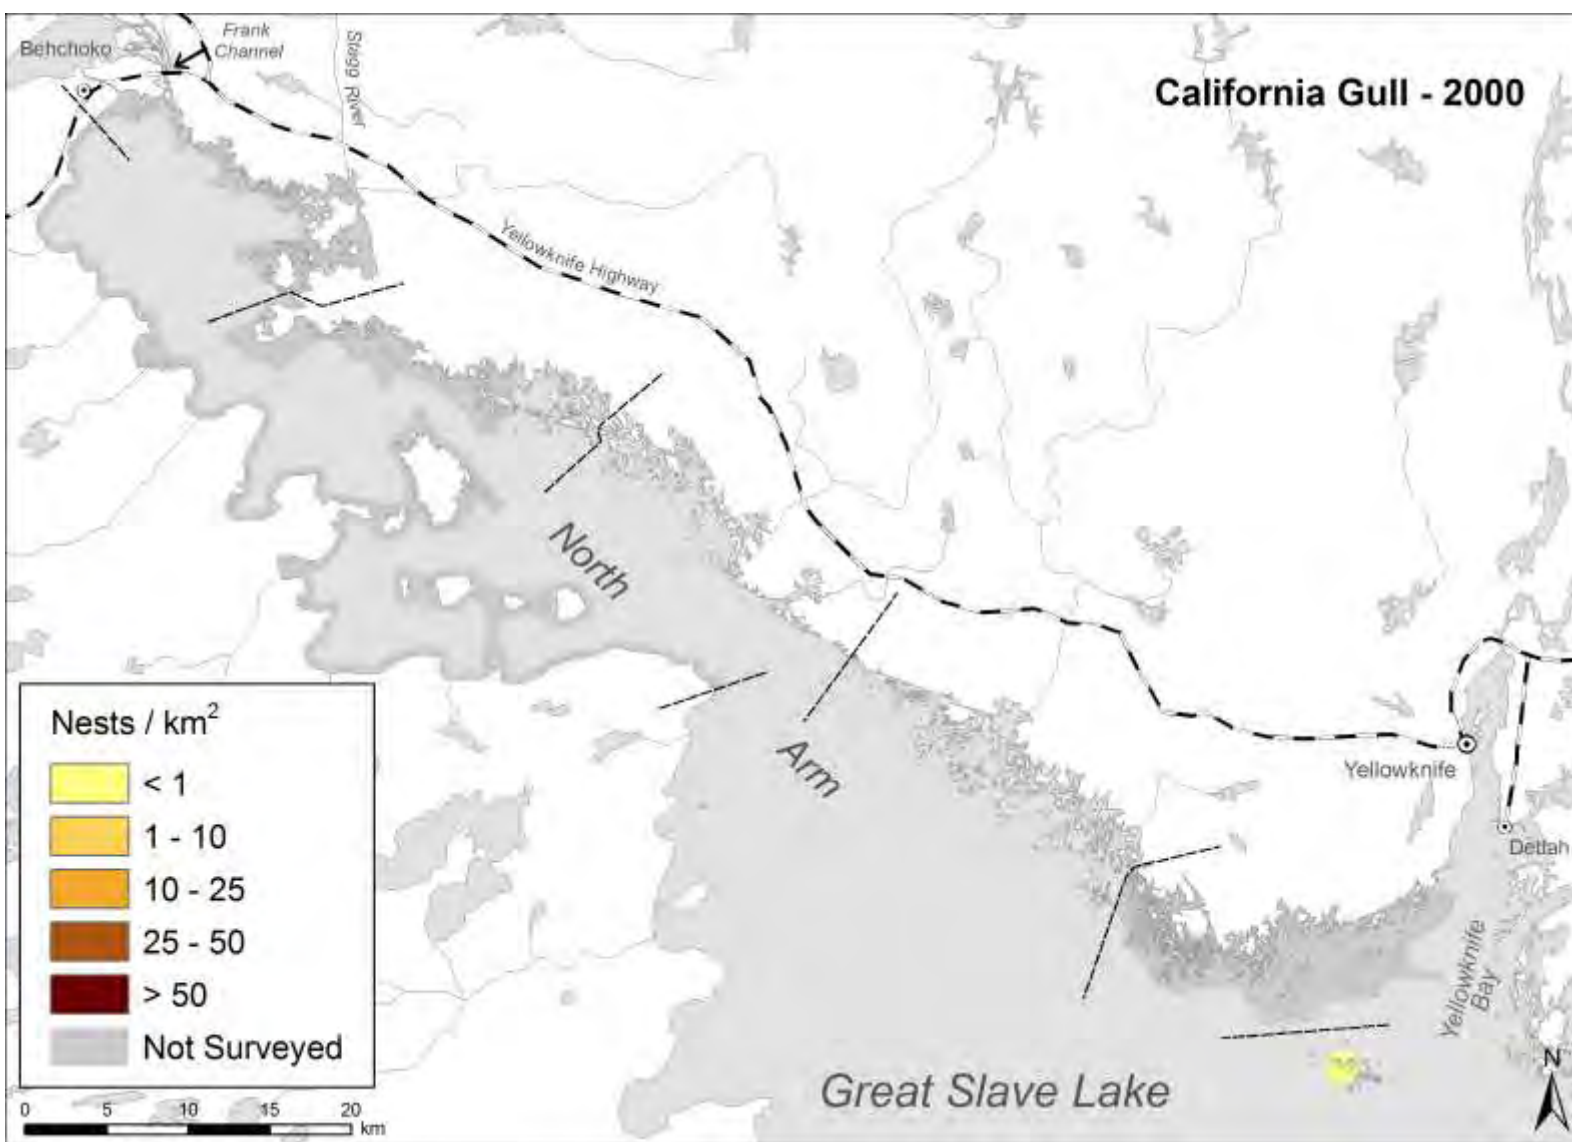 Behchoko
Frank
Channel
Stagg River
California Gull - 2000
Yellowknife Highway
North
Arm
Yellowknife
Dettah
Yellowknife
Bay
Great Slave Lake
N
Nests / km²
< 1
1 - 10
10 - 25
25 - 50
> 50
Not Surveyed
0 5 10 15 20
km